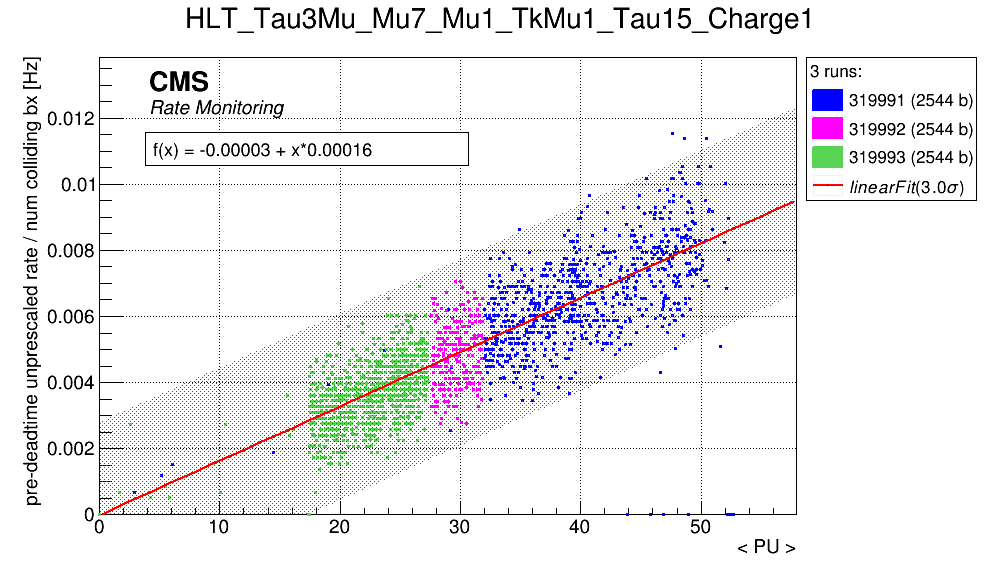 HLT_Tau3Mu_Mu7_Mu1_TkMu1_Tau15_Charge1
pre-deadtime unprescaled rate / num colliding bx [Hz]
CMS
Rate Monitoring
f(x) = -0.00003 + x*0.00016
0.012
0.01
0.008
0.006
0.004
0.002
0
0 10 20 30 40 50
< PU >
3 runs:
319991 (2544 b)
319992 (2544 b)
319993 (2544 b)
linearFit(3.0σ)